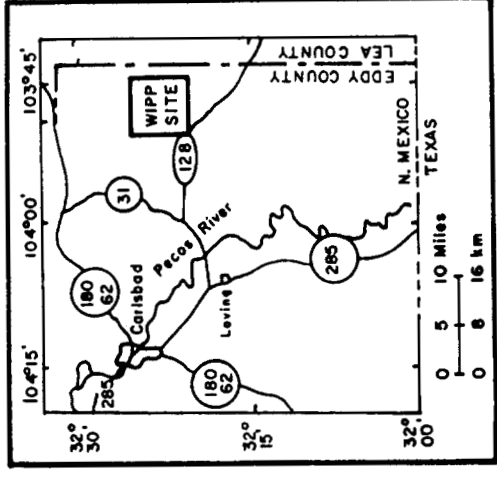 104°15'
104°00'
103°45'
32°
30
32°
15
32°
00
285
180
62
Carlsbad
Pecos River
31
128
WIPP
SITE
EDDY COUNTY
LEA COUNTY
180
62
Loving
285
N. MEXICO
TEXAS
0 5 10 Miles
0 8 16 km